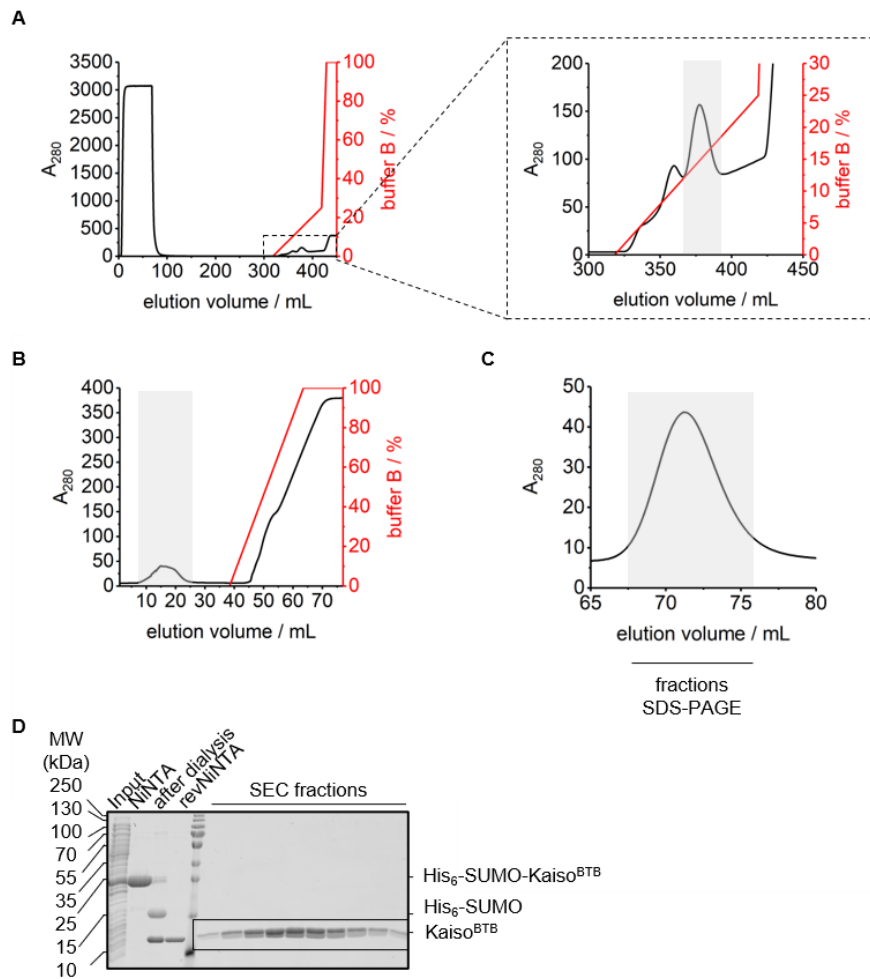 A
3500
3000
2500
2000
1500
1000
500
0
A280
0 100 200 300 400
elution volume / mL
100
80
60
40
20
0
buffer B / %
200
150
100
50
0
A280
300 350 400 450
elution volume / mL
30
25
20
15
10
5
0
buffer B / %
B
400
350
300
250
200
150
100
50
0
A280
10 20 30 40 50 60 70
elution volume / mL
100
80
60
40
20
0
buffer B / %
C
50
40
30
20
10
0
A280
65 70 75 80
elution volume / mL
fractions
SDS-PAGE
D
MW
(kDa)
250
130
100
70
55
35
25
15
10
Input
NiNTA
after dialysis
revNiNTA
SEC fractions
His6-SUMO-KaisoBTB
His6-SUMO
KaisoBTB